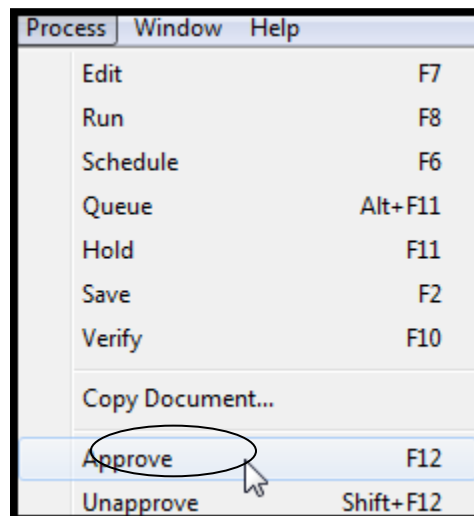 Process Window Help
Edit F7
Run F8
Schedule F6
Queue Alt+F11
Hold F11
Save F2
Verify F10
Copy Document...
Approve F12
Unapprove Shift+F12